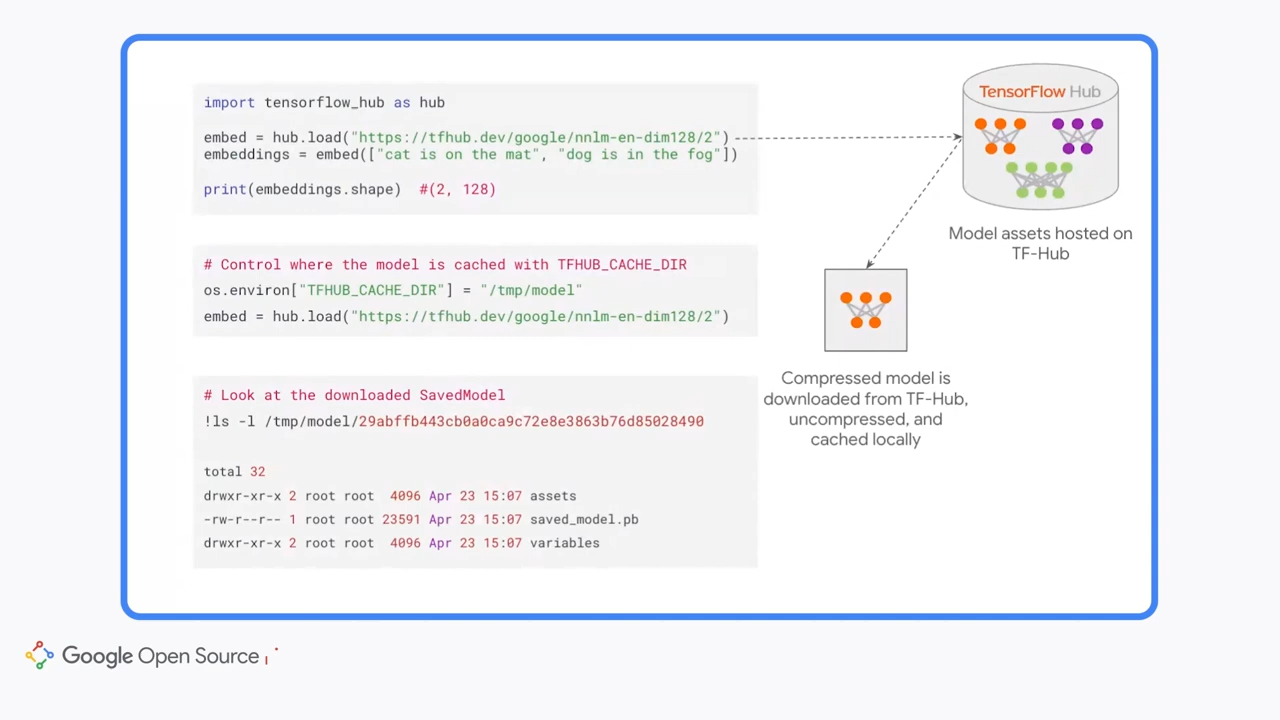 import tensorflow_hub as hub
embed = hub.load("https://tfhub.dev/google/nnlm-en-dim128/2")
embeddings = embed(["cat is on the mat", "dog is in the fog"])
print(embeddings.shape)  #(2, 128)
TensorFlow Hub
Model assets hosted on
TF-Hub
# Control where the model is cached with TFHUB_CACHE_DIR
os.environ["TFHUB_CACHE_DIR"] = "/tmp/model"
embed = hub.load("https://tfhub.dev/google/nnlm-en-dim128/2")
Compressed model is
downloaded from TF-Hub,
uncompressed, and
cached locally
# Look at the downloaded SavedModel
!ls -l /tmp/model/29abffb443cb0a0ca9c72e8e3863b76d85028490
total 32
drwxr-xr-x 2 root root  4096 Apr 23 15:07 assets
-rw-r--r-- 1 root root 23591 Apr 23 15:07 saved_model.pb
drwxr-xr-x 2 root root  4096 Apr 23 15:07 variables
Google Open Source